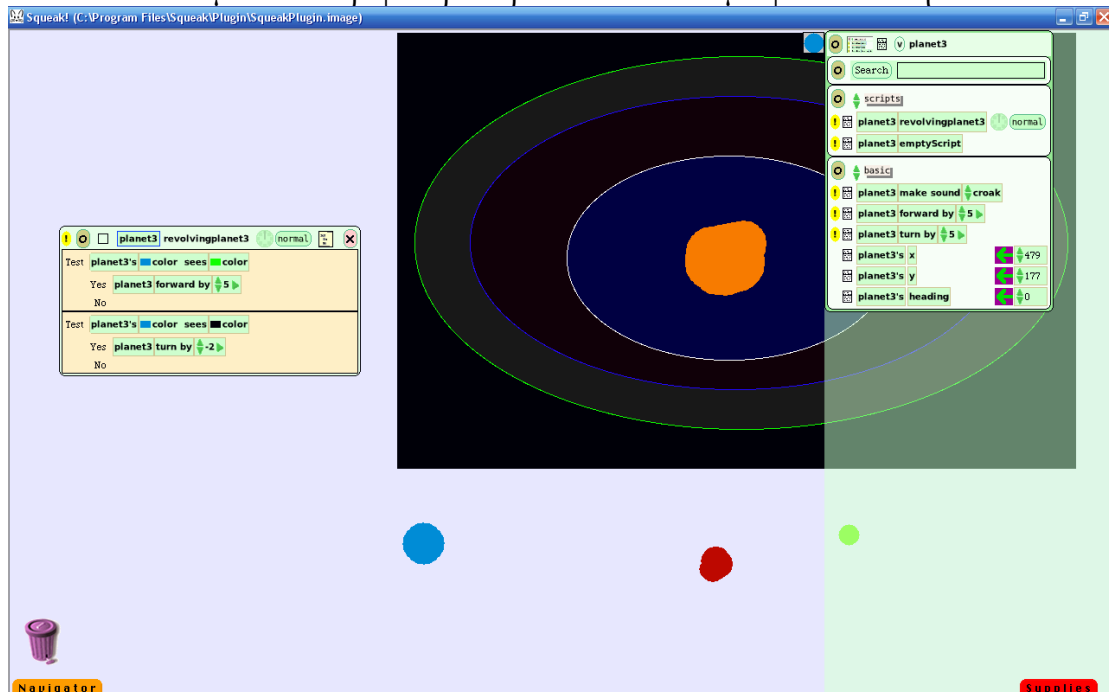 Squeak! (C:\Program Files\Squeak\Plugin\SqueakPlugin.image)
v planet3
Search
scripts
! planet3 revolvingplanet3 normal
! planet3 emptyScript
basic
! planet3 make sound croak
! planet3 forward by 5
! planet3 turn by 5
planet3's x 479
planet3's y 177
planet3's heading 0
! planet3 revolvingplanet3 normal
Test planet3's color sees color
Yes planet3 forward by 5
No
Test planet3's color sees color
Yes planet3 turn by -2
No
Navigator
Supplies